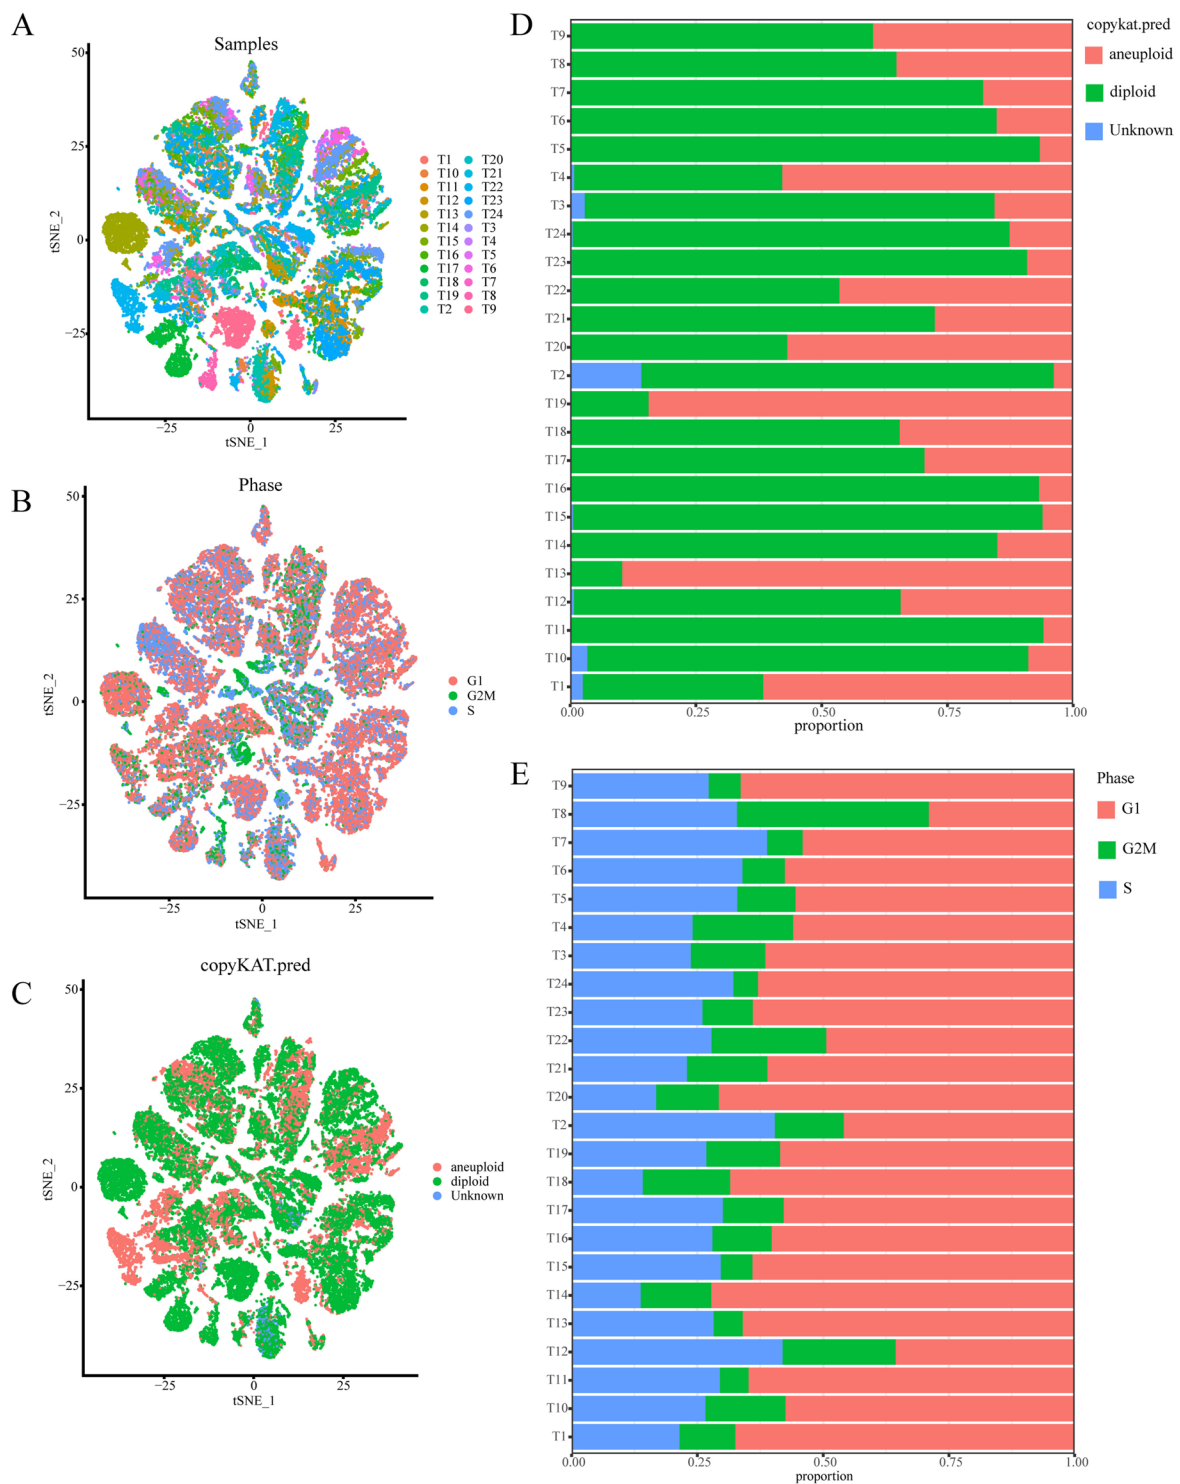 A
Samples
50
25
0
−25
tSNE_2
−25 0 25
tSNE_1
T1 T20
T10 T21
T11 T22
T12 T23
T13 T24
T14 T3
T15 T4
T16 T5
T17 T6
T18 T7
T19 T8
T2 T9
B
Phase
50
25
0
−25
tSNE_2
−25 0 25
tSNE_1
G1
G2M
S
C
copyKAT.pred
50
25
0
−25
tSNE_2
−25 0 25
tSNE_1
aneuploid
diploid
Unknown
D
T9
T8
T7
T6
T5
T4
T3
T24
T23
T22
T21
T20
T2
T19
T18
T17
T16
T15
T14
T13
T12
T11
T10
T1
0.00 0.25 0.50 0.75 1.00
proportion
copykat.pred
aneuploid
diploid
Unknown
E
T9
T8
T7
T6
T5
T4
T3
T24
T23
T22
T21
T20
T2
T19
T18
T17
T16
T15
T14
T13
T12
T11
T10
T1
0.00 0.25 0.50 0.75 1.00
proportion
Phase
G1
G2M
S